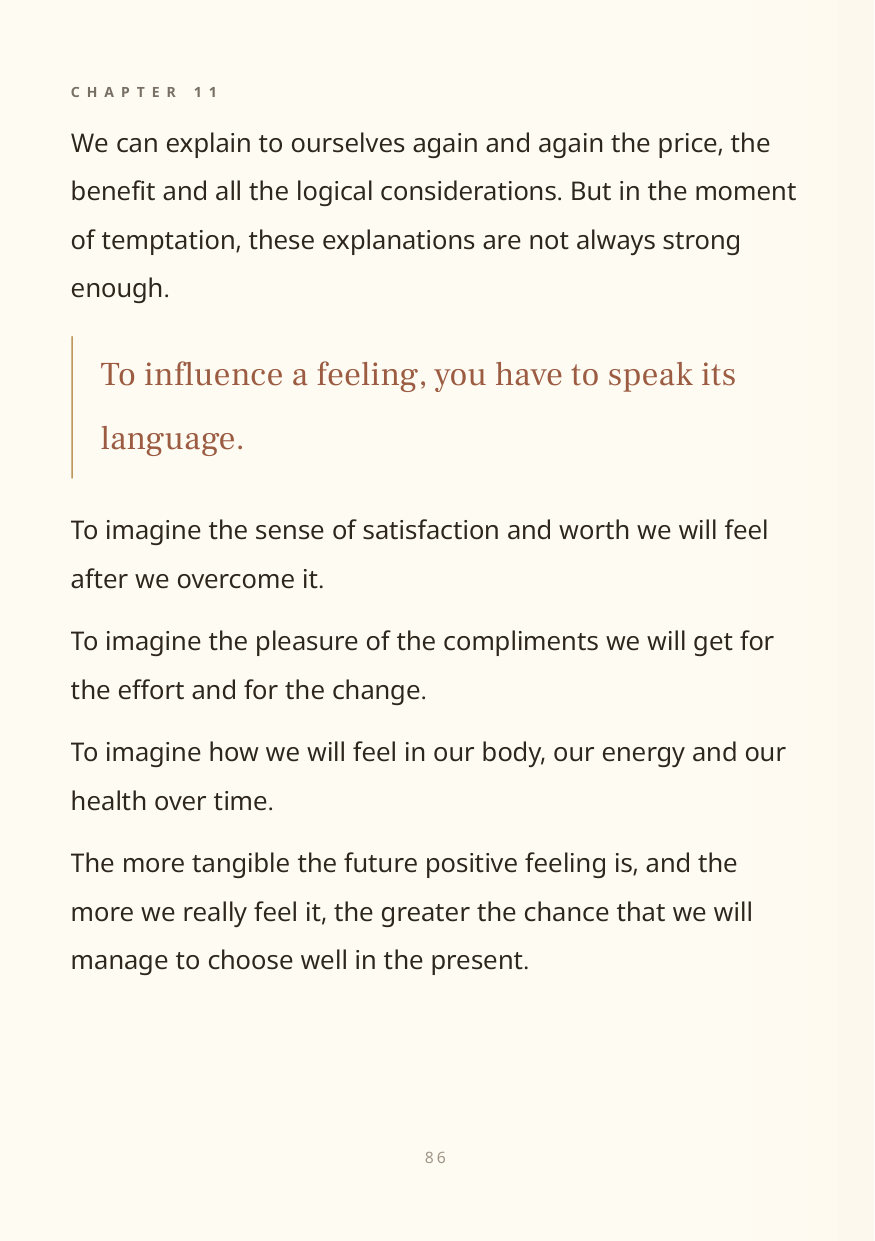 CHAPTER 11
We can explain to ourselves again and again the price, the
benefit and all the logical considerations. But in the moment
of temptation, these explanations are not always strong
enough.
To influence a feeling, you have to speak its
language.
To imagine the sense of satisfaction and worth we will feel
after we overcome it.
To imagine the pleasure of the compliments we will get for
the effort and for the change.
To imagine how we will feel in our body, our energy and our
health over time.
The more tangible the future positive feeling is, and the
more we really feel it, the greater the chance that we will
manage to choose well in the present.
86